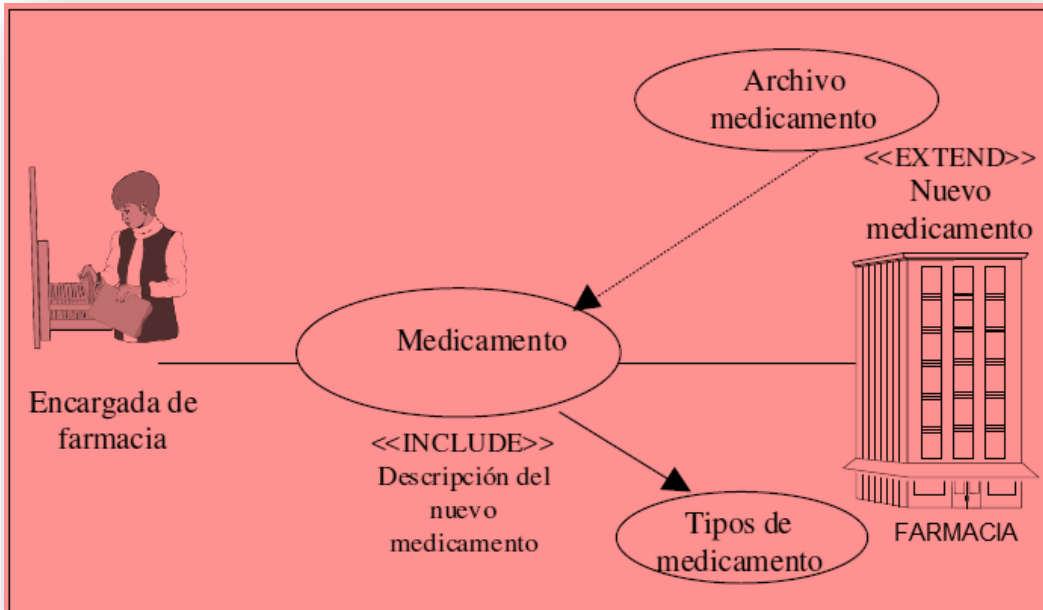 Archivo
medicamento
<<EXTEND>>
Nuevo
medicamento
Medicamento
Encargada de
farmacia
<<INCLUDE>>
Descripción del
nuevo
medicamento
Tipos de
medicamento
FARMACIA